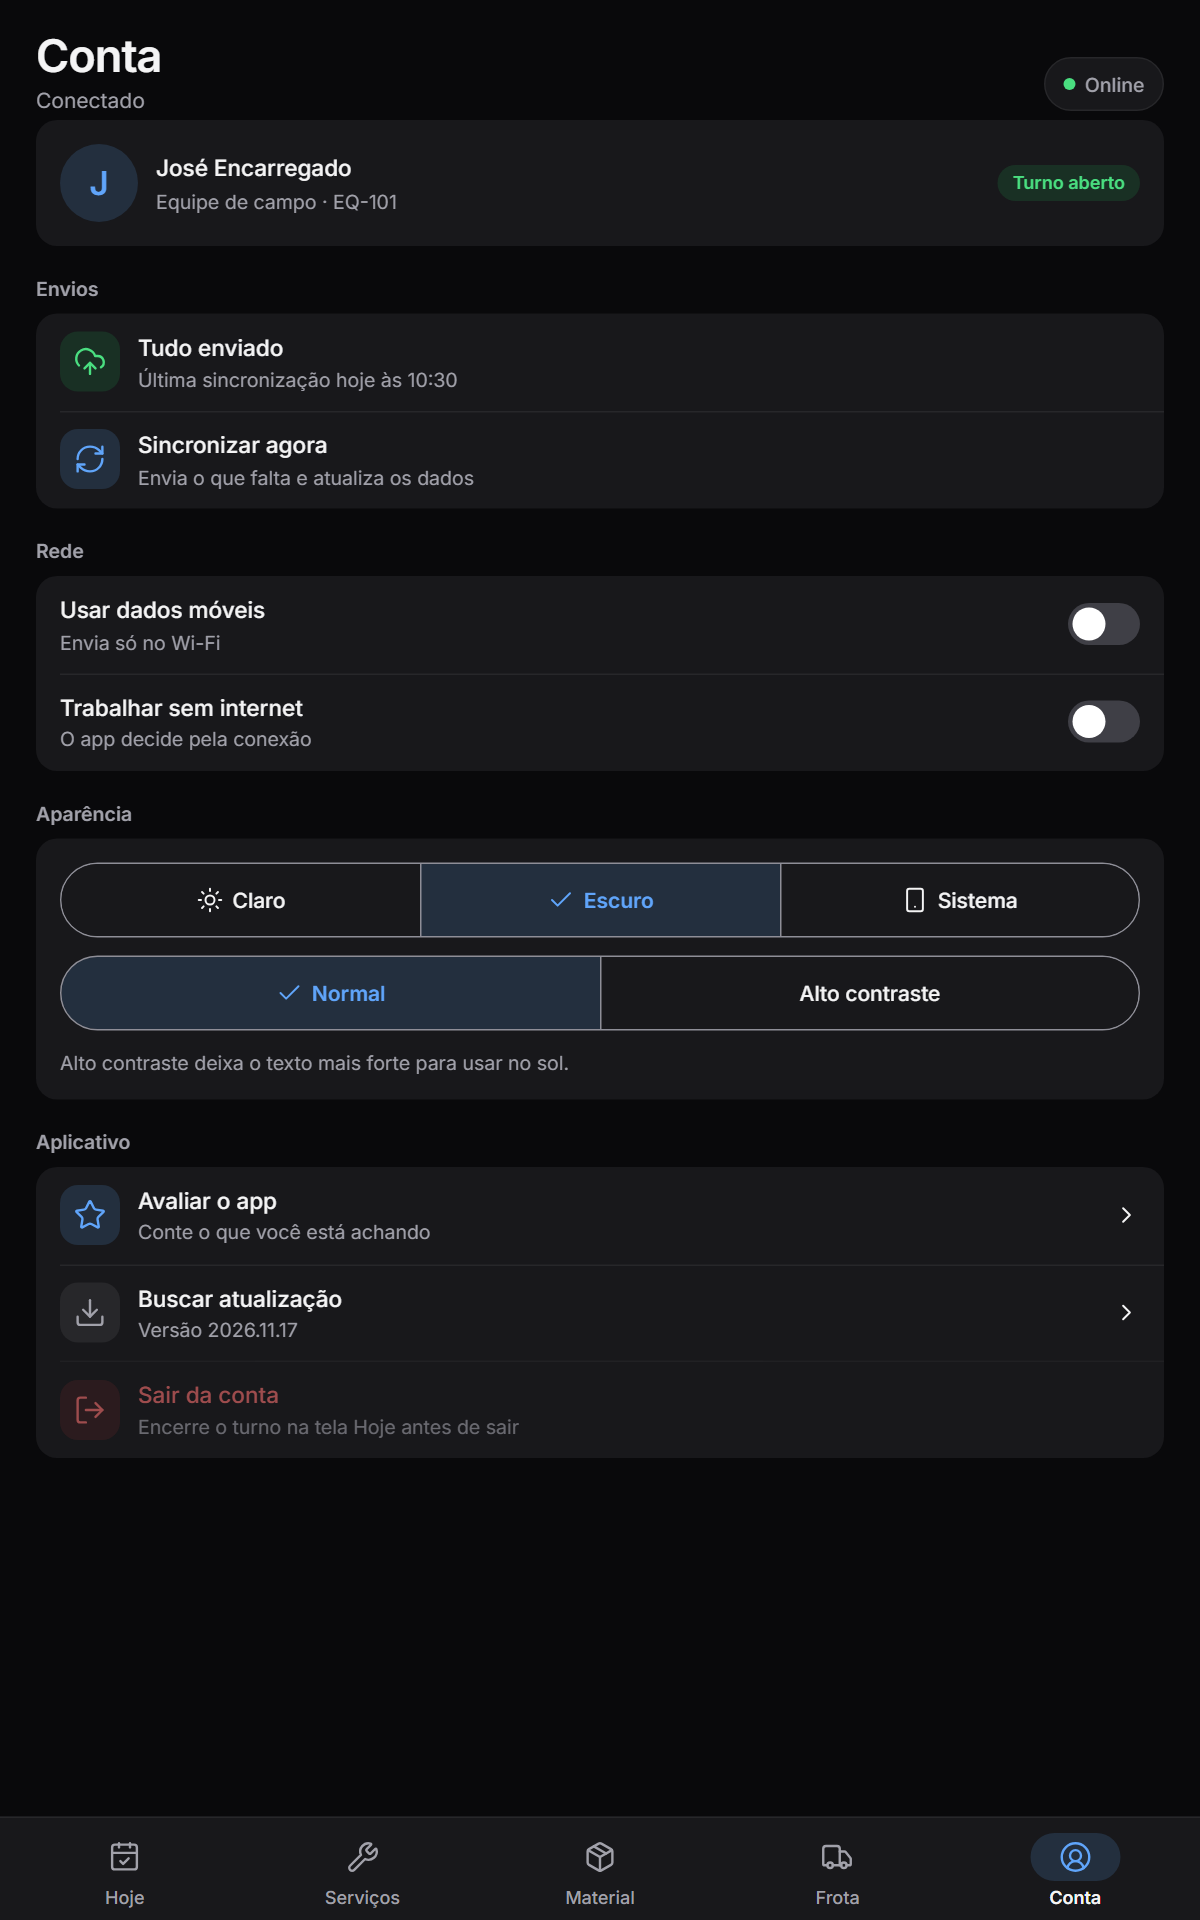 Conta
Conectado
Online
J
José Encarregado
Equipe de campo · EQ-101
Turno aberto
Envios
Tudo enviado
Última sincronização hoje às 10:30
Sincronizar agora
Envia o que falta e atualiza os dados
Rede
Usar dados móveis
Envia só no Wi-Fi
Trabalhar sem internet
O app decide pela conexão
Aparência
Claro
Escuro
Sistema
Normal
Alto contraste
Alto contraste deixa o texto mais forte para usar no sol.
Aplicativo
Avaliar o app
Conte o que você está achando
Buscar atualização
Versão 2026.11.17
Sair da conta
Encerre o turno na tela Hoje antes de sair
Hoje
Serviços
Material
Frota
Conta